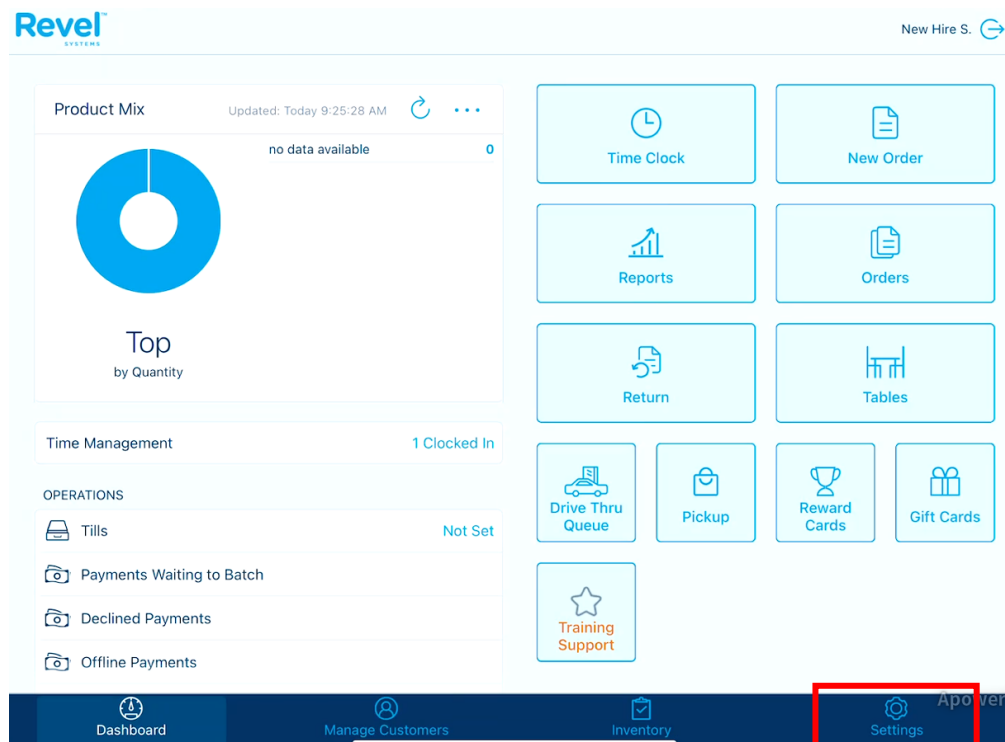 Revel
SYSTEMS
New Hire S.
Product Mix
Updated: Today 9:25:28 AM
no data available 0
Top
by Quantity
Time Management 1 Clocked In
OPERATIONS
Tills Not Set
Payments Waiting to Batch
Declined Payments
Offline Payments
Time Clock
New Order
Reports
Orders
Return
Tables
Drive Thru
Queue
Pickup
Reward
Cards
Gift Cards
Training
Support
Dashboard
Manage Customers
Inventory
Settings